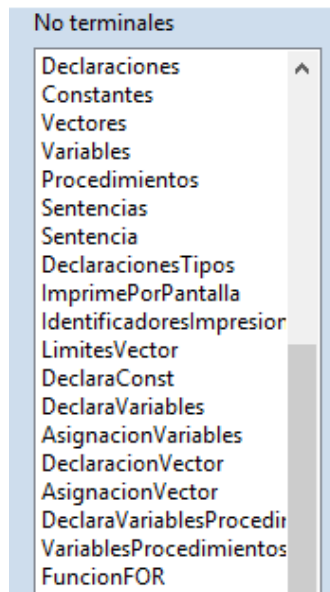 No terminales
Declaraciones
Constantes
Vectores
Variables
Procedimientos
Sentencias
Sentencia
DeclaracionesTipos
ImprimePorPantalla
IdentificadoresImpresion
LimitesVector
DeclaraConst
DeclaraVariables
AsignacionVariables
DeclaracionVector
AsignacionVector
DeclaraVariablesProcedir
VariablesProcedimientos
FuncionFOR